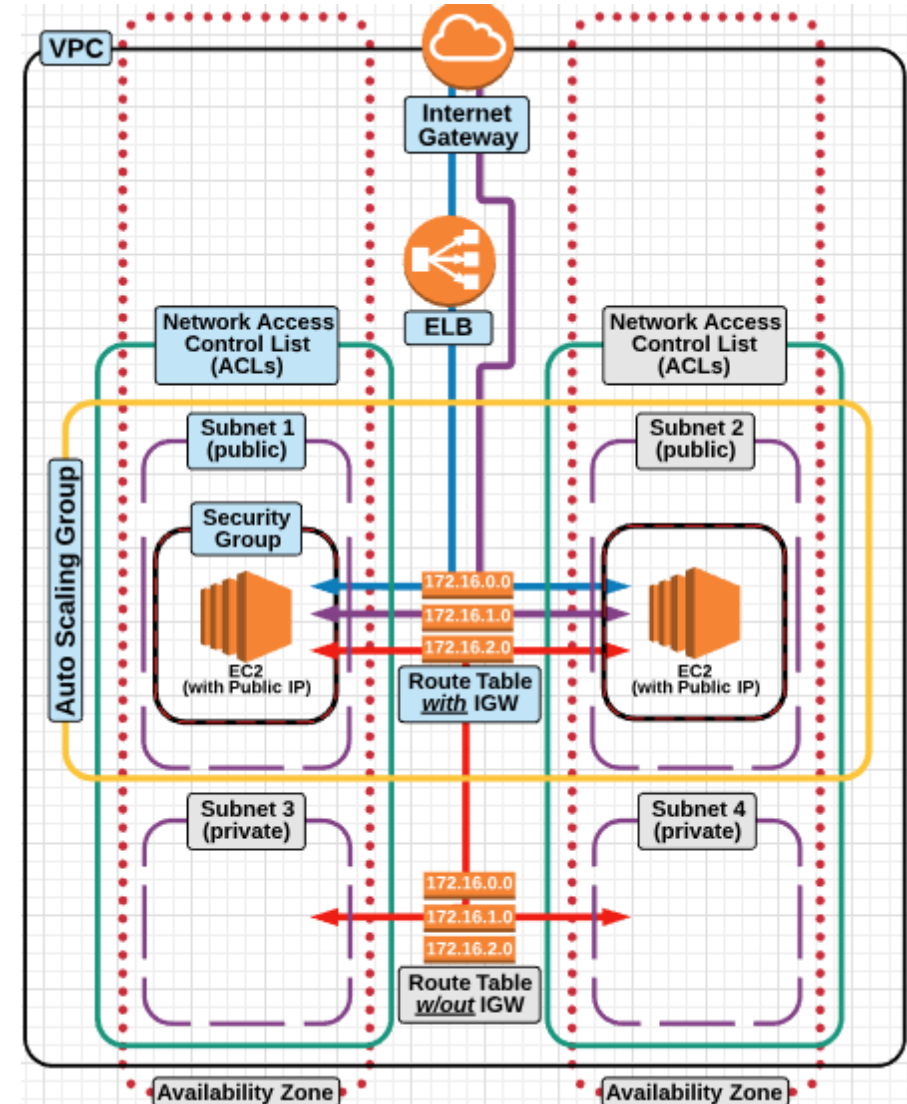 VPC
Internet
Gateway
ELB
Network Access
Control List
(ACLs)
Network Access
Control List
(ACLs)
Auto Scaling Group
Subnet 1
(public)
Subnet 2
(public)
Security
Group
EC2
(with Public IP)
172.16.0.0
172.16.1.0
172.16.2.0
EC2
(with Public IP)
Route Table
with IGW
Subnet 3
(private)
Subnet 4
(private)
172.16.0.0
172.16.1.0
172.16.2.0
Route Table
w/out IGW
Availability Zone
Availability Zone